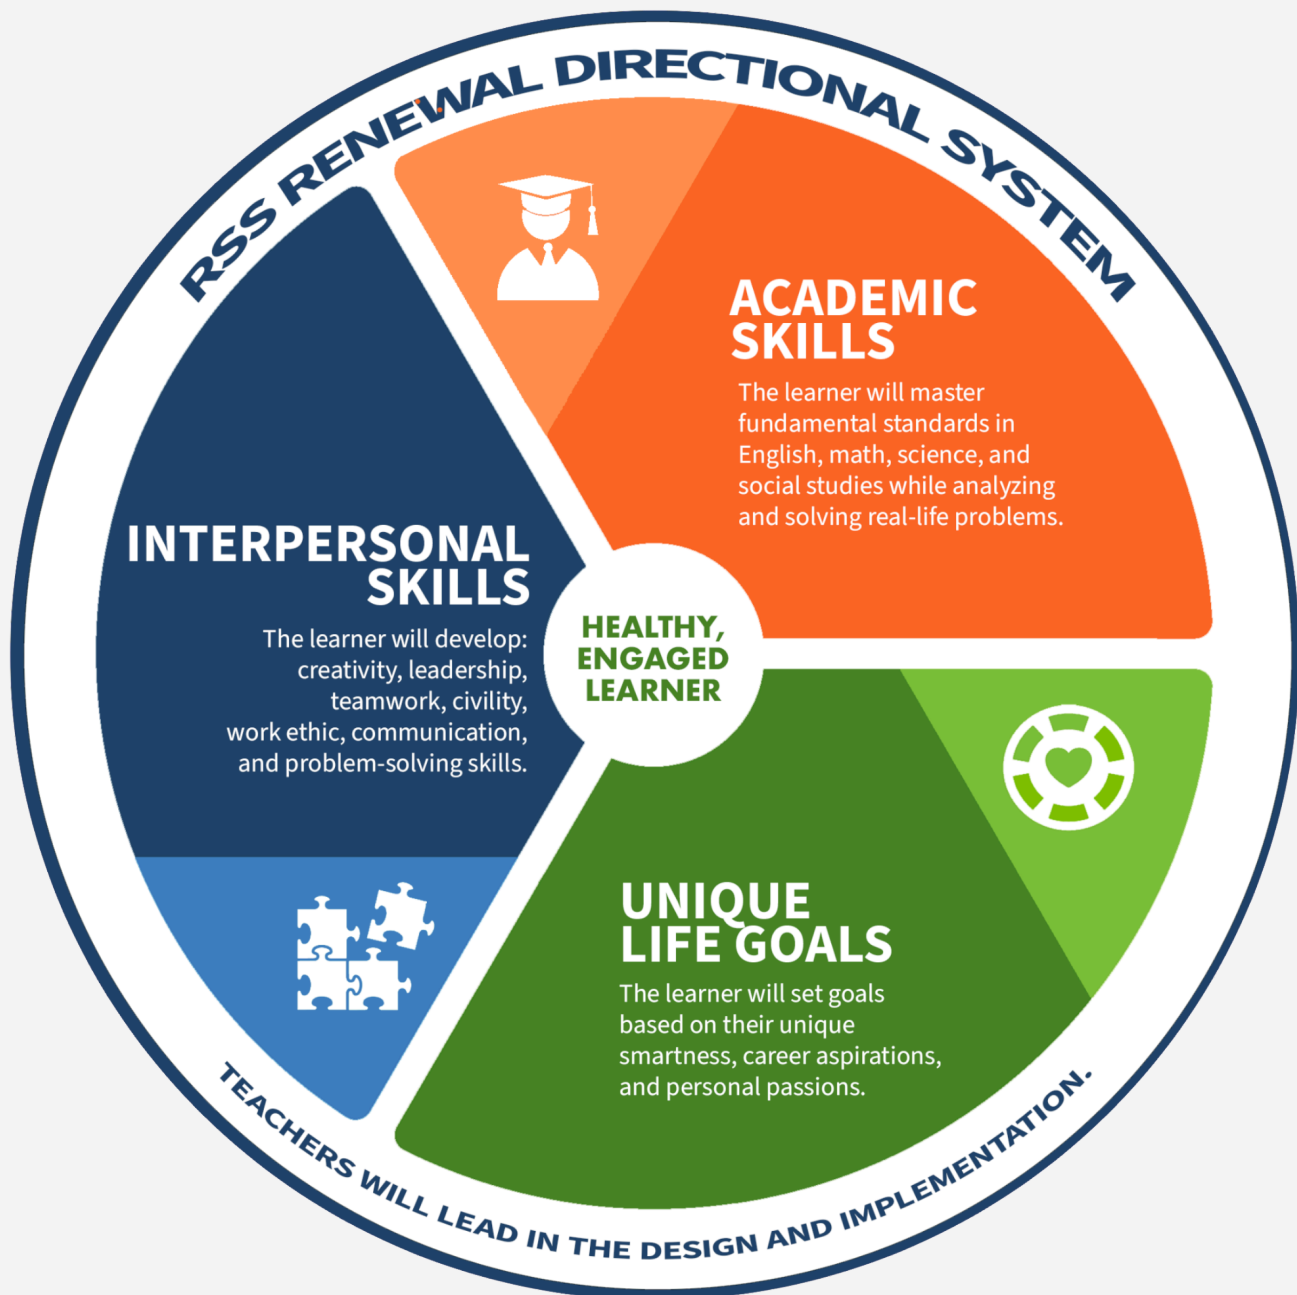 RSS RENEWAL DIRECTIONAL SYSTEM
ACADEMIC
SKILLS
The learner will master
fundamental standards in
English, math, science, and
social studies while analyzing
and solving real-life problems.
INTERPERSONAL
SKILLS
The learner will develop:
creativity, leadership,
teamwork, civility,
work ethic, communication,
and problem-solving skills.
HEALTHY,
ENGAGED
LEARNER
UNIQUE
LIFE GOALS
The learner will set goals
based on their unique
smartness, career aspirations,
and personal passions.
TEACHERS WILL LEAD IN THE DESIGN AND IMPLEMENTATION.